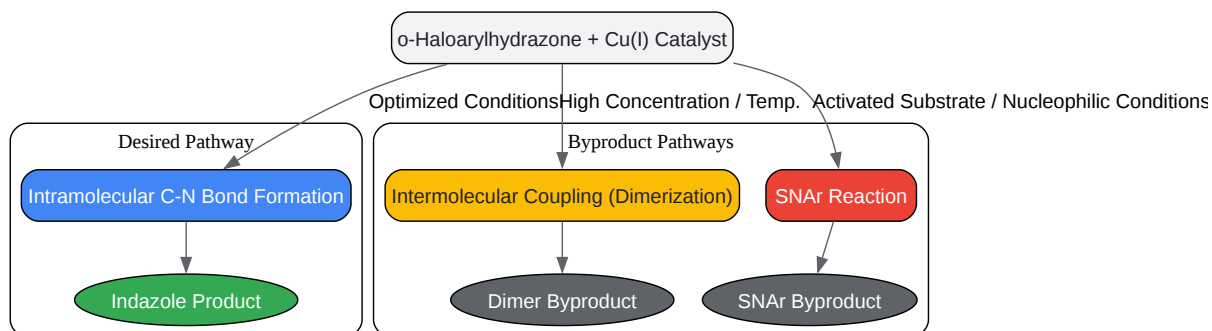 o-Haloarylhydrazone + Cu(I) Catalyst
Optimized Conditions
High Concentration / Temp.
Activated Substrate / Nucleophilic Conditions
Desired Pathway
Byproduct Pathways
Intramolecular C-N Bond Formation
Intermolecular Coupling (Dimerization)
SNAr Reaction
Indazole Product
Dimer Byproduct
SNAr Byproduct